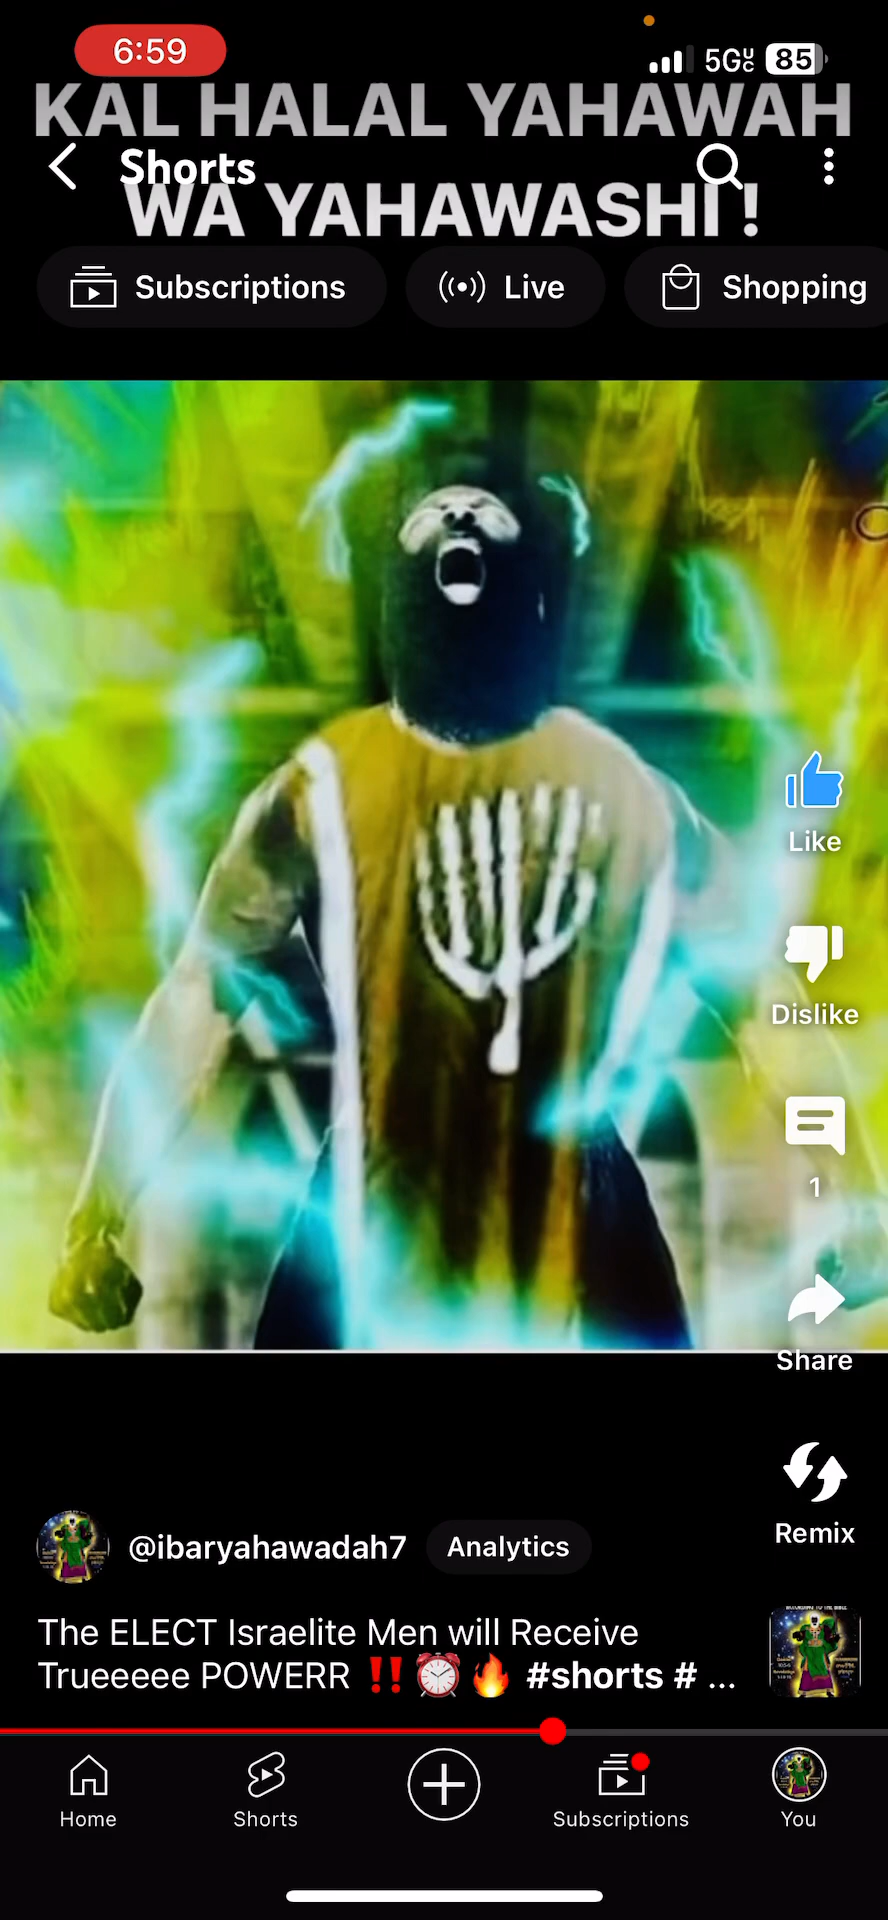 6:59
5GUC 85
KAL HALAL YAHAWAH
Shorts
WA YAHAWASHI !
Subscriptions
Live
Shopping
Like
Dislike
1
Share
Remix
@ibaryahawadah7
Analytics
The ELECT Israelite Men will Receive
Trueeeee POWERR ‼️⏰🔥 #shorts # ...
Home
Shorts
Subscriptions
You